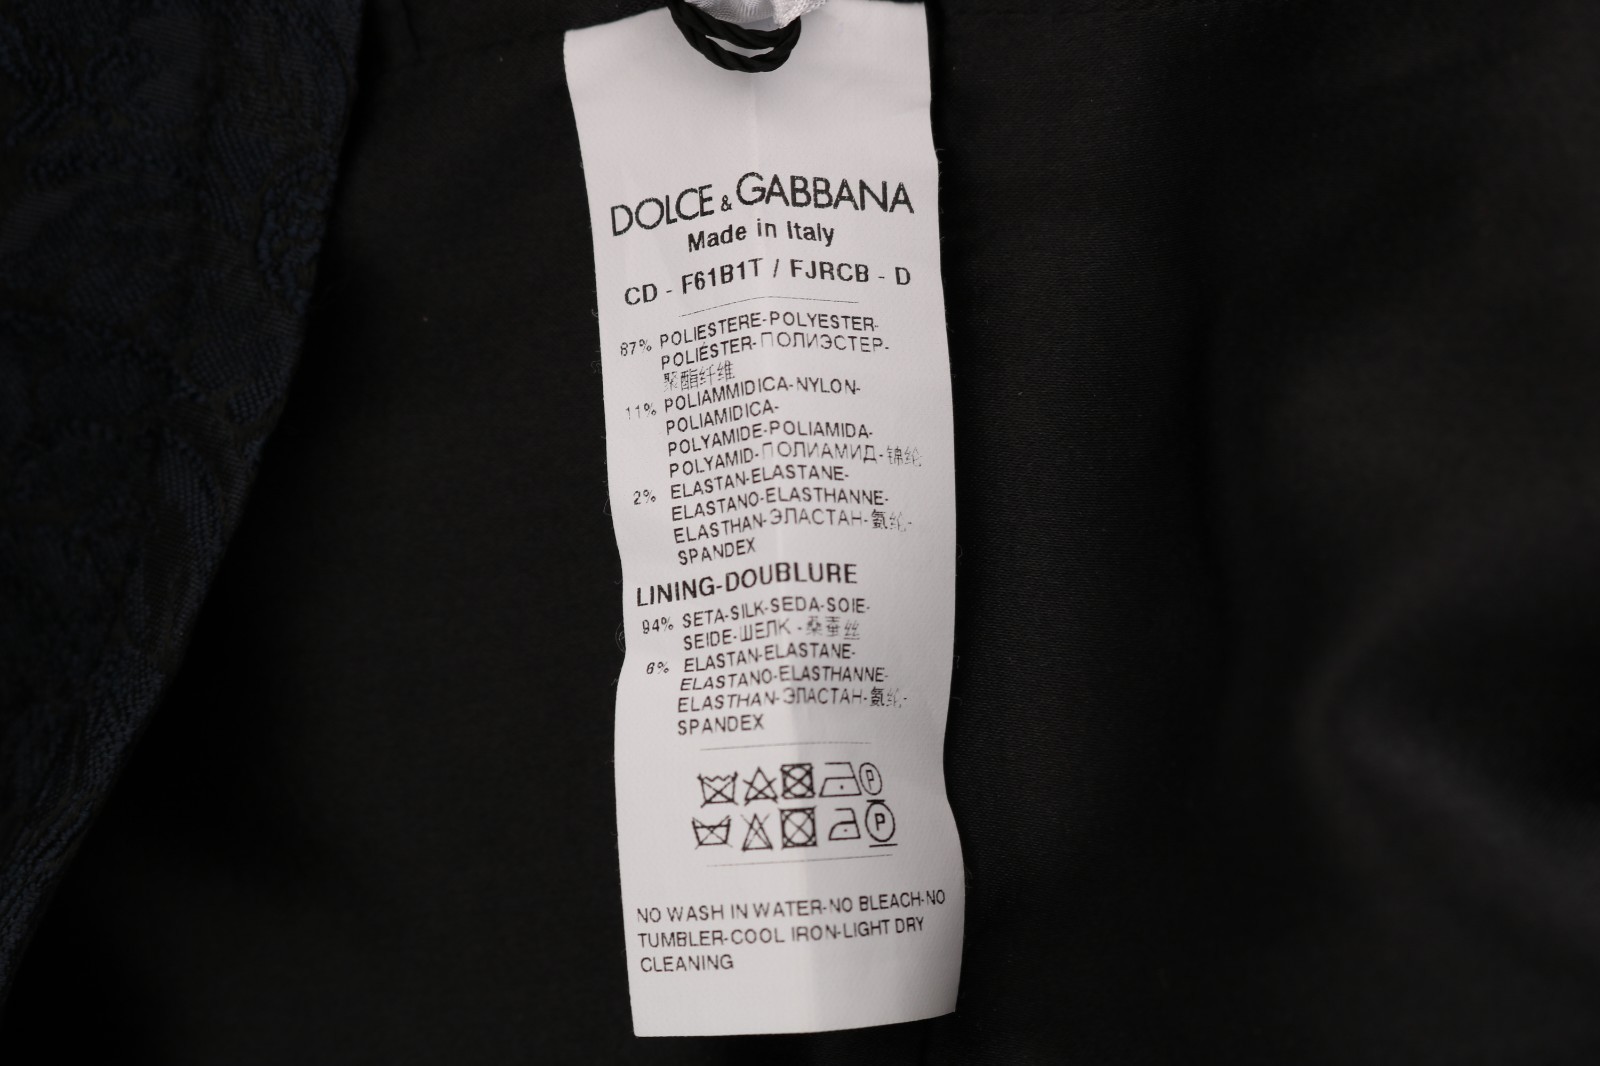 DOLCE & GABBANA
Made in Italy
CD - F61B1T / FJRCB - D
87% POLIESTERE-POLYESTER-
POLIÉSTER-ПОЛИЭСТЕР-
聚酯纤维
11% POLIAMMIDICA-NYLON-
POLIAMIDICA-
POLYAMIDE-POLIAMIDA-
POLYAMID-ПОЛИАМИД-锦纶
2% ELASTAN-ELASTANE-
ELASTANO-ELASTHANNE-
ELASTHAN-ЭЛАСТАН-氨纶-
SPANDEX
LINING-DOUBLURE
94% SETA-SILK-SEDA-SOIE-
SEIDE-ШЕЛК -桑蚕丝
6% ELASTAN-ELASTANE-
ELASTANO-ELASTHANNE-
ELASTHAN-ЭЛАСТАН-氨纶-
SPANDEX
P
P
NO WASH IN WATER-NO BLEACH-NO
TUMBLER-COOL IRON-LIGHT DRY
CLEANING